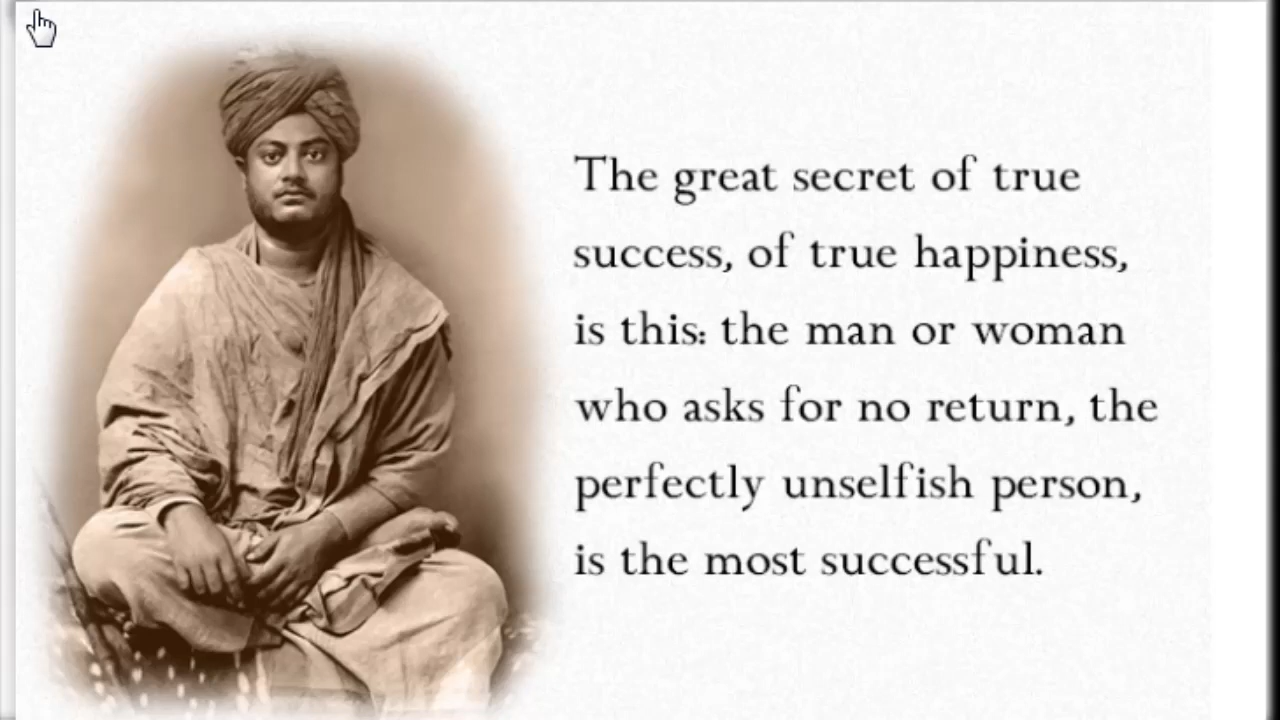 The great secret of true
success, of true happiness,
is this: the man or woman
who asks for no return, the
perfectly unselfish person,
is the most successful.